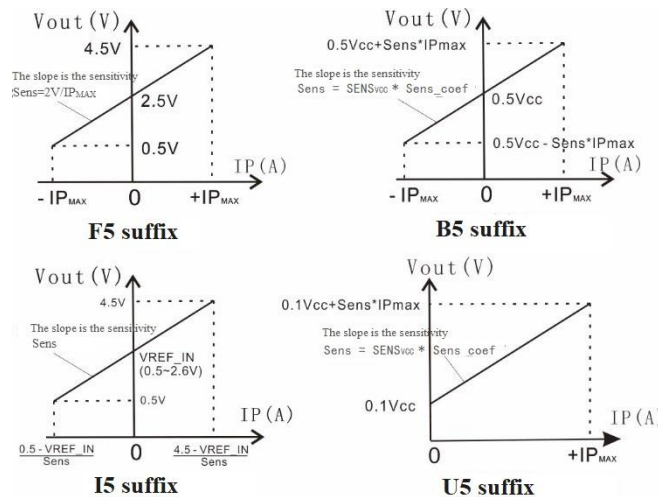 Vout(V)
4.5V
The slope is the sensitivity
Sens=2V/IPMAX
2.5V
0.5V
IP(A)
-IPMAX
0
+IPMAX
F5 suffix
Vout(V)
0.5Vcc+Sens*IPmax
The slope is the sensitivity
Sens = SENSvcc * Sens_coef
0.5Vcc
0.5Vcc-Sens*IPmax
IP(A)
-IPMAX
0
+IPMAX
B5 suffix
Vout(V)
4.5V
The slope is the sensitivity
Sens
VREF_IN
(0.5~2.6V)
0.5V
IP(A)
0.5-VREF_IN
Sens
0
4.5-VREF_IN
Sens
I5 suffix
Vout(V)
0.1Vcc+Sens*IPmax
The slope is the sensitivity
Sens = SENSvcc * Sens_coef
0.1Vcc
IP(A)
0
+IPMAX
U5 suffix